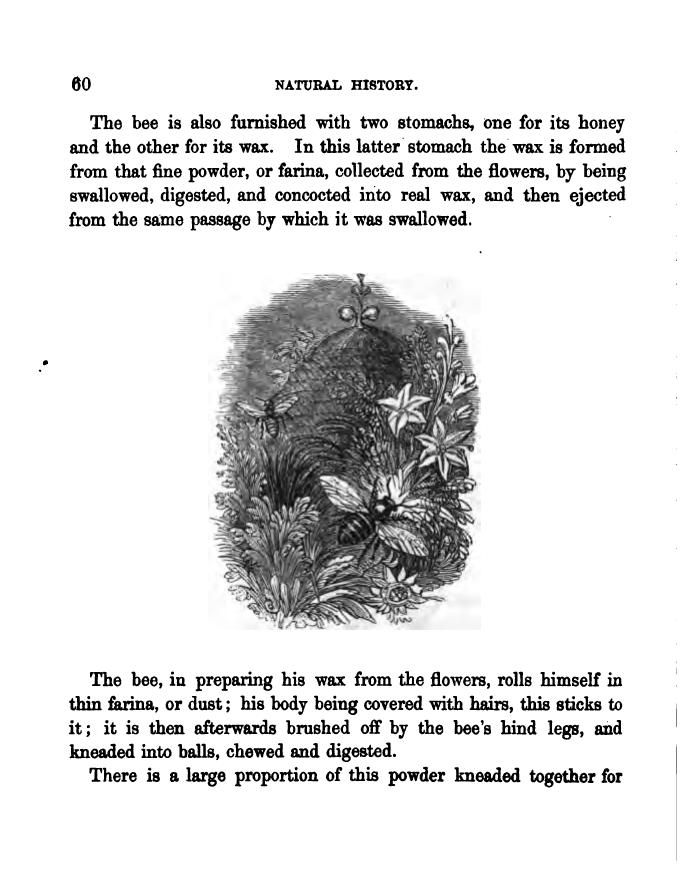 60
NATURAL HISTORY.
The bee is also furnished with two stomachs, one for its honey
and the other for its wax. In this latter stomach the wax is formed
from that fine powder, or farina, collected from the flowers, by being
swallowed, digested, and concocted into real wax, and then ejected
from the same passage by which it was swallowed.
The bee, in preparing his wax from the flowers, rolls himself in
thin farina, or dust; his body being covered with hairs, this sticks to
it; it is then afterwards brushed off by the bee's hind legs, and
kneaded into balls, chewed and digested.
There is a large proportion of this powder kneaded together for